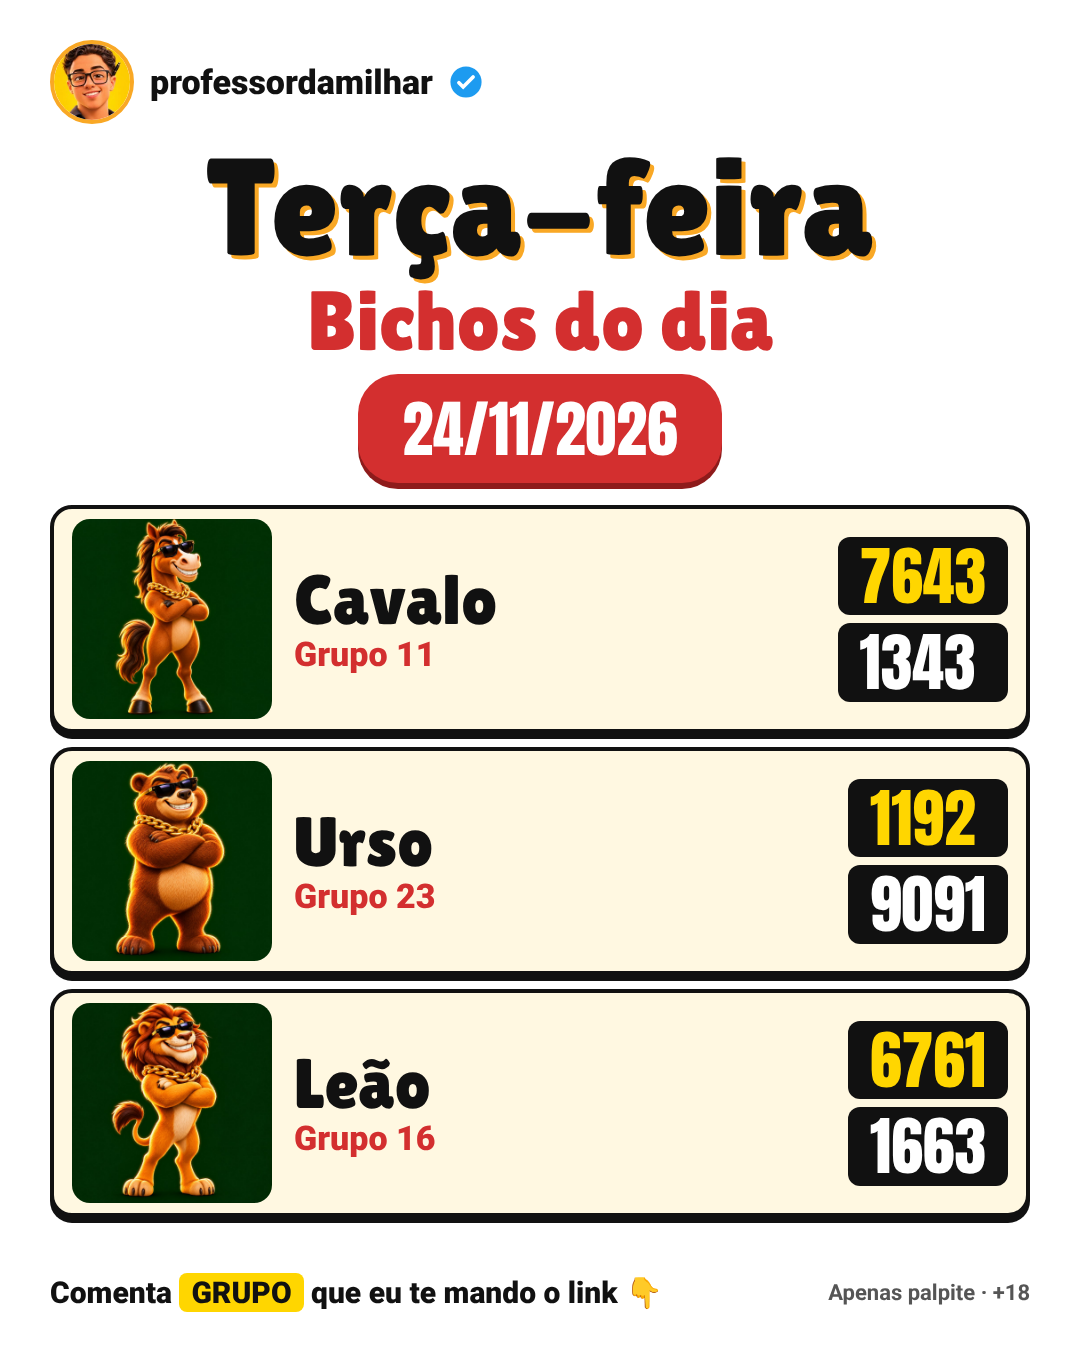 professordamilhar
Terça-feira
Bichos do dia
24/11/2026
Cavalo
Grupo 11
7643
1343
Urso
Grupo 23
1192
9091
Leão
Grupo 16
6761
1663
Comenta GRUPO que eu te mando o link 👇
Apenas palpite · +18